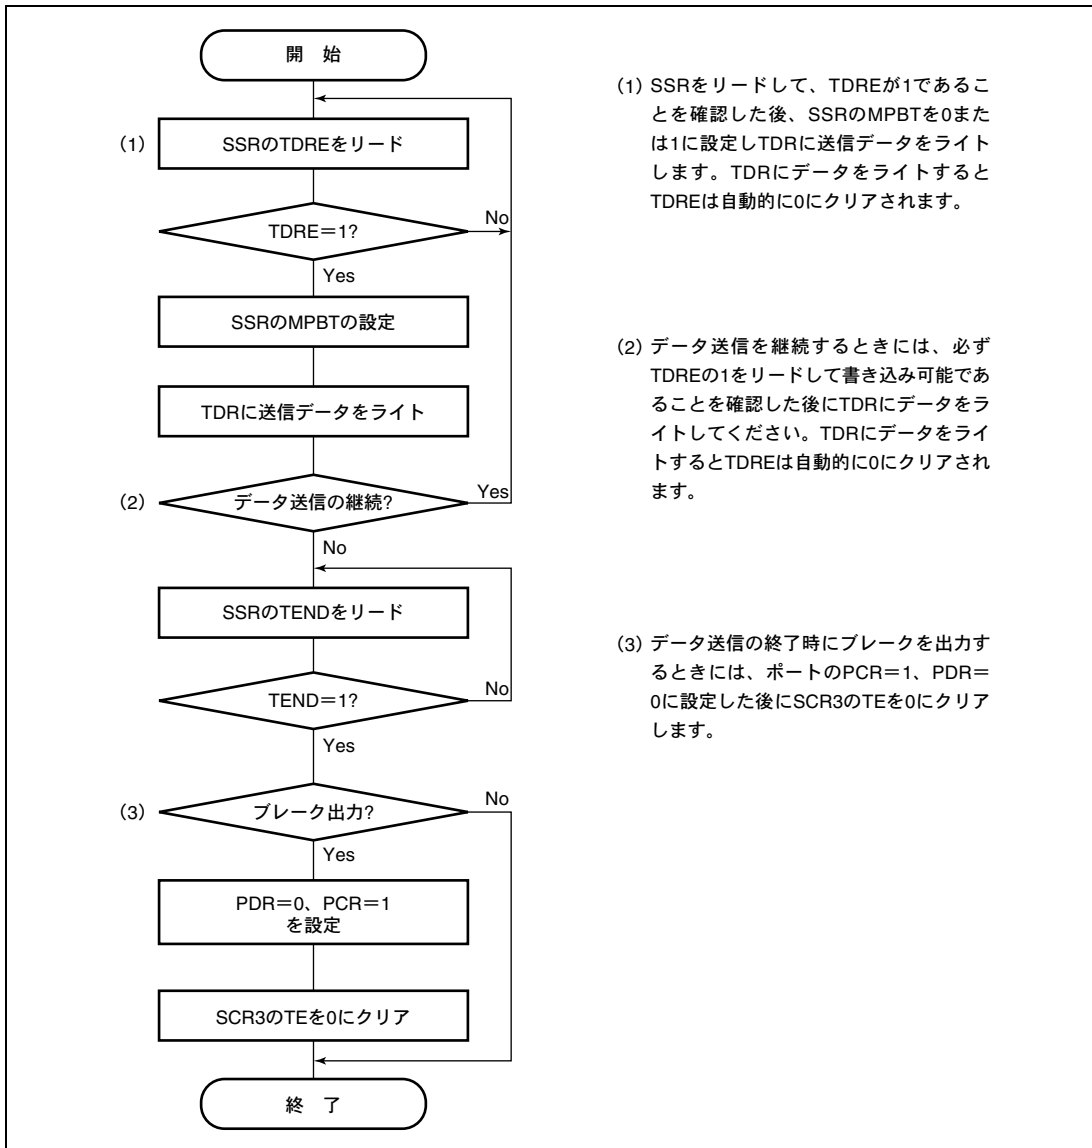 開 始
(1) SSRのTDREをリード
TDRE＝1?
No
Yes
SSRのMPBTの設定
TDRに送信データをライト
(2) データ送信の継続?
Yes
No
SSRのTENDをリード
TEND＝1?
No
Yes
(3) ブレーク出力?
No
Yes
PDR＝0、PCR＝1
を設定
SCR3のTEを0にクリア
終 了
(1) SSRをリードして、TDREが1であるこ
とを確認した後、SSRのMPBTを0また
は1に設定しTDRに送信データをライト
します。TDRにデータをライトすると
TDREは自動的に0にクリアされます。
(2) データ送信を継続するときには、必ず
TDREの1をリードして書き込み可能であ
ることを確認した後にTDRにデータをラ
イトしてください。TDRにデータをライ
トするとTDREは自動的に0にクリアされ
ます。
(3) データ送信の終了時にブレークを出力す
るときには、ポートのPCR＝1、PDR＝
0に設定した後にSCR3のTEを0にクリア
します。